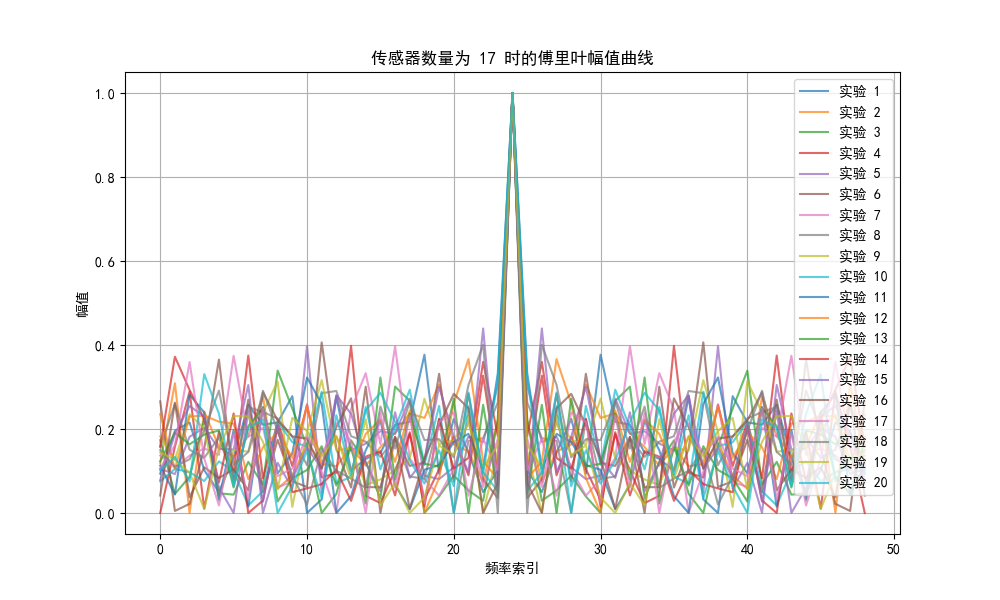 传感器数量为 17 时的傅里叶幅值曲线
幅值
1.0
0.8
0.6
0.4
0.2
0.0
0
10
20
30
40
50
频率索引
实验 1
实验 2
实验 3
实验 4
实验 5
实验 6
实验 7
实验 8
实验 9
实验 10
实验 11
实验 12
实验 13
实验 14
实验 15
实验 16
实验 17
实验 18
实验 19
实验 20